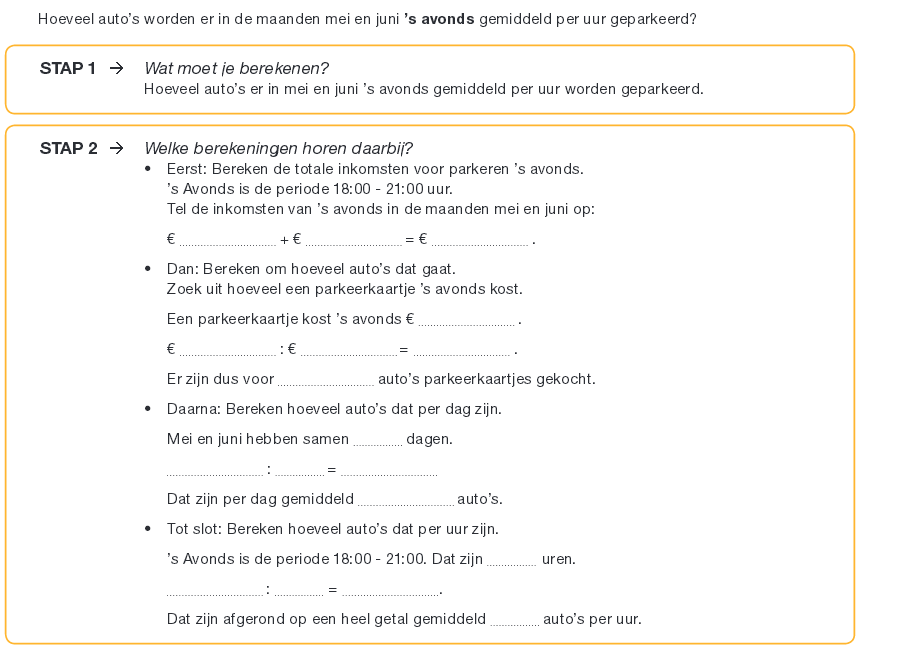 Hoeveel auto's worden er in de maanden mei en juni 's avonds gemiddeld per uur geparkeerd?
STAP 1 → Wat moet je berekenen?
Hoeveel auto's er in mei en juni 's avonds gemiddeld per uur worden geparkeerd.
STAP 2 → Welke berekeningen horen daarbij?
• Eerst: Bereken de totale inkomsten voor parkeren 's avonds.
's Avonds is de periode 18:00 - 21:00 uur.
Tel de inkomsten van 's avonds in de maanden mei en juni op:
€ ................ + € ................ = € ................ .
• Dan: Bereken om hoeveel auto's dat gaat.
Zoek uit hoeveel een parkeerkaartje 's avonds kost.
Een parkeerkaartje kost 's avonds € ................ .
€ ................ : € ................ = ................ .
Er zijn dus voor ................ auto's parkeerkaartjes gekocht.
• Daarna: Bereken hoeveel auto's dat per dag zijn.
Mei en juni hebben samen ........ dagen.
................ : ........ = ................
Dat zijn per dag gemiddeld ................ auto's.
• Tot slot: Bereken hoeveel auto's dat per uur zijn.
's Avonds is de periode 18:00 - 21:00. Dat zijn ........ uren.
................ : ........ = .................
Dat zijn afgerond op een heel getal gemiddeld ........ auto's per uur.